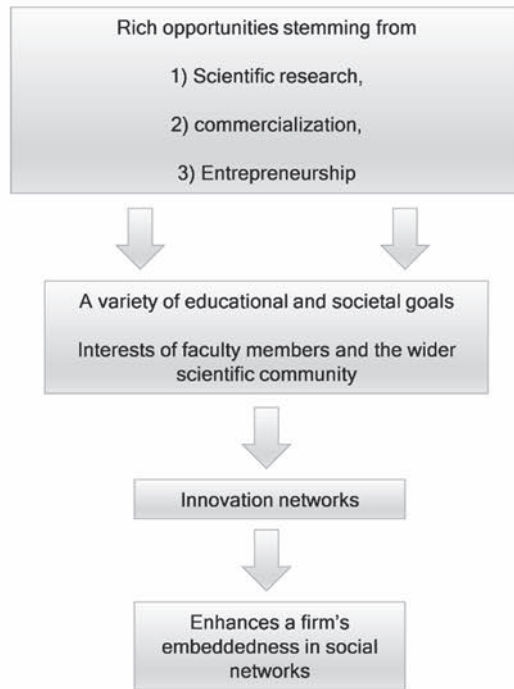 Rich opportunities stemming from
1) Scientific research,
2) commercialization,
3) Entrepreneurship
A variety of educational and societal goals
Interests of faculty members and the wider
scientific community
Innovation networks
Enhances a firm's
embeddedness in social
networks